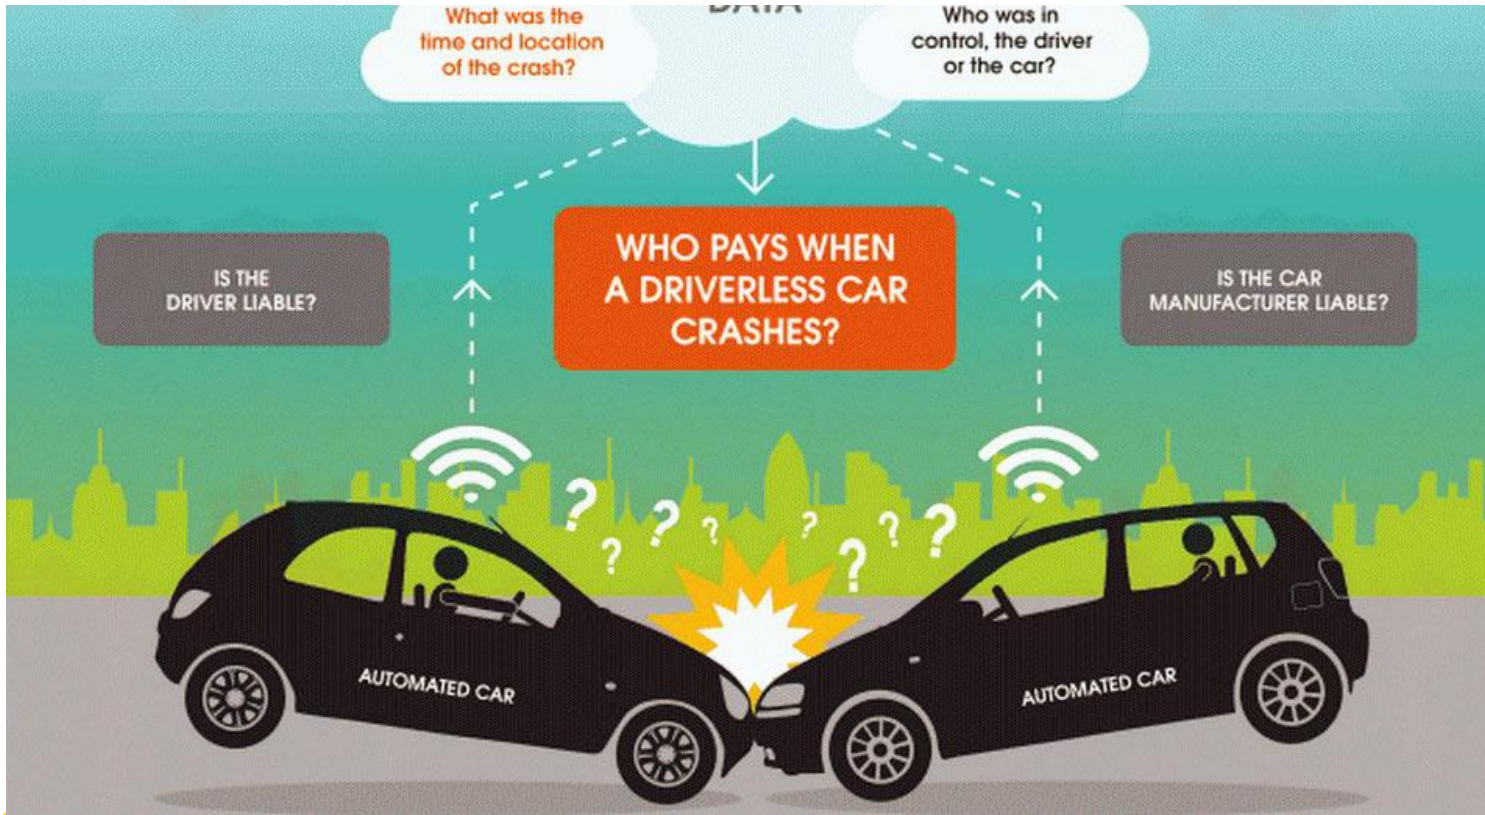 DATA
What was the
time and location
of the crash?
Who was in
control, the driver
or the car?
IS THE
DRIVER LIABLE?
WHO PAYS WHEN
A DRIVERLESS CAR
CRASHES?
IS THE CAR
MANUFACTURER LIABLE?
? ? ? ? ? ? ? ?
AUTOMATED CAR
AUTOMATED CAR